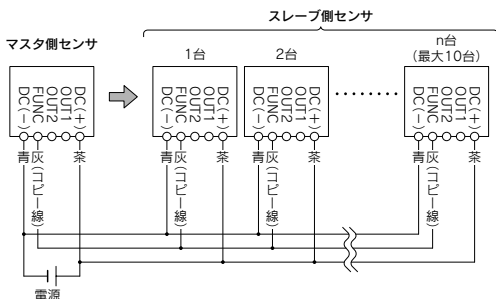 スレーブ側センサ
マスタ側センサ
1台
2台
n台
(最大10台)
DC(−)
FUNC
OUT2
OUT1
DC(+)
DC(−)
FUNC
OUT2
OUT1
DC(+)
DC(−)
FUNC
OUT2
OUT1
DC(+)
DC(−)
FUNC
OUT2
OUT1
DC(+)
青
灰(コピー線)
茶
青
灰(コピー線)
茶
青
灰(コピー線)
茶
青
灰(コピー線)
茶
電源